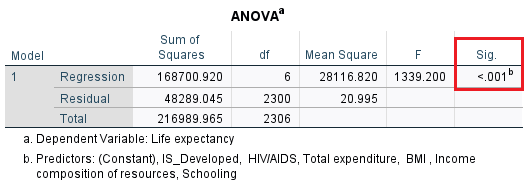 ANOVAa
Model Sum of Squares df Mean Square F Sig.
1 Regression 168700.920 6 28116.820 1339.200 <.001b
Residual 48289.045 2300 20.995
Total 216989.965 2306
a. Dependent Variable: Life expectancy
b. Predictors: (Constant), IS_Developed, HIV/AIDS, Total expenditure, BMI , Income
composition of resources, Schooling